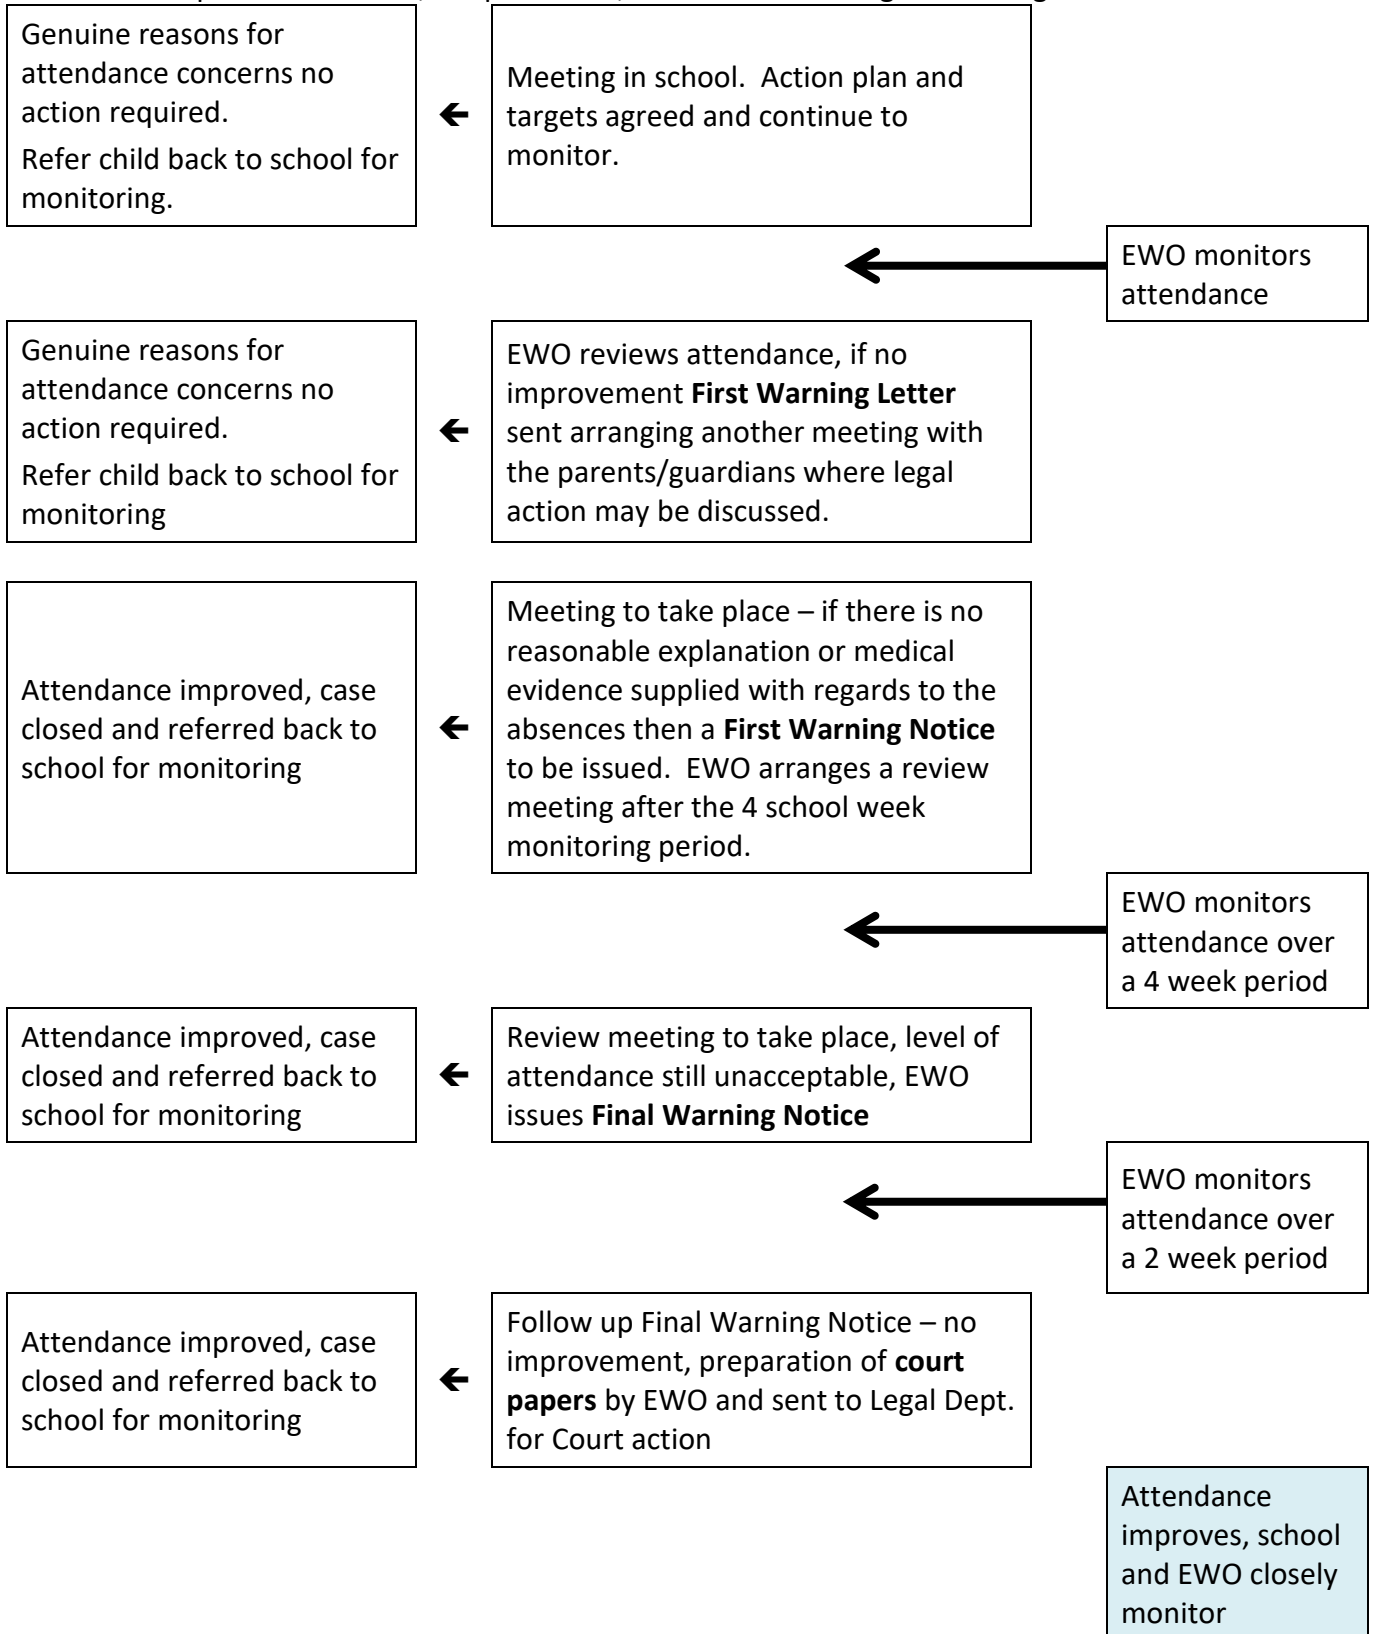 Genuine reasons for
attendance concerns no
action required.
Refer child back to school for
monitoring.
🡸
Meeting in school.  Action plan and
targets agreed and continue to
monitor.
EWO monitors
attendance
Genuine reasons for
attendance concerns no
action required.
Refer child back to school for
monitoring
🡸
EWO reviews attendance, if no
improvement First Warning Letter
sent arranging another meeting with
the parents/guardians where legal
action may be discussed.
Attendance improved, case
closed and referred back to
school for monitoring
🡸
Meeting to take place – if there is no
reasonable explanation or medical
evidence supplied with regards to the
absences then a First Warning Notice
to be issued.  EWO arranges a review
meeting after the 4 school week
monitoring period.
EWO monitors
attendance over
a 4 week period
Attendance improved, case
closed and referred back to
school for monitoring
🡸
Review meeting to take place, level of
attendance still unacceptable, EWO
issues Final Warning Notice
EWO monitors
attendance over
a 2 week period
Attendance improved, case
closed and referred back to
school for monitoring
🡸
Follow up Final Warning Notice – no
improvement, preparation of court
papers by EWO and sent to Legal Dept.
for Court action
Attendance
improves, school
and EWO closely
monitor